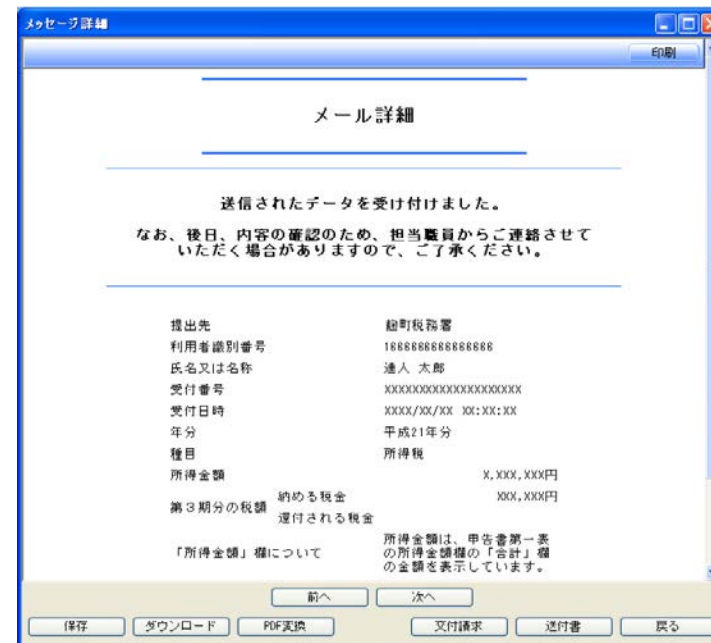 メッセージ詳細
印刷
メール詳細
送信されたデータを受け付けました。
なお、後日、内容の確認のため、担当職員からご連絡させて
いただく場合がありますので、ご了承ください。
提出先 麹町税務署
利用者識別番号 1666666666666666
氏名又は名称 達人 太郎
受付番号 XXXXXXXXXXXXXXXXXXXX
受付日時 XXXX/XX/XX XX:XX:XX
年分 平成21年分
種目 所得税
所得金額 X,XXX,XXX円
第3期分の税額 納める税金 XXX,XXX円
還付される税金
「所得金額」欄について 所得金額は、申告書第一表
の所得金額欄の「合計」欄
の金額を表示しています。
前へ 次へ
保存 ダウンロード PDF変換 交付請求 送付書 戻る